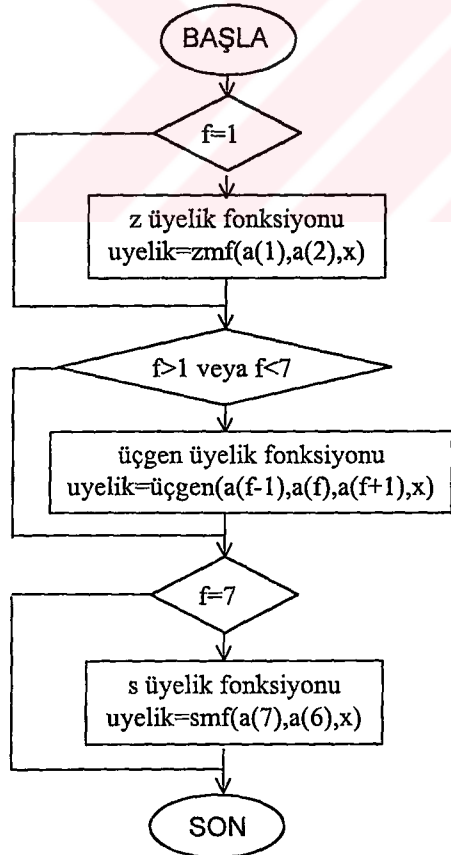 BAŞLA
f=1
z üyelik fonksiyonu
uyelik=zmf(a(1),a(2),x)
f>1 veya f<7
üçgen üyelik fonksiyonu
uyelik=üçgen(a(f-1),a(f),a(f+1),x)
f=7
s üyelik fonksiyonu
uyelik=smf(a(7),a(6),x)
SON